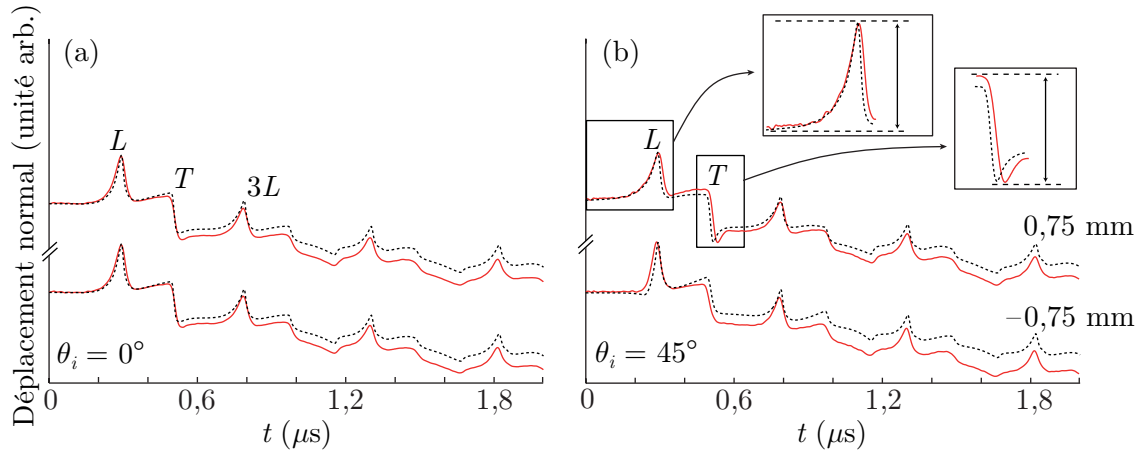 Déplacement normal (unité arb.)
(a)
L
T
3L
θi = 0°
0
0,6
1,2
1,8
t (μs)
(b)
L
T
0,75 mm
–0,75 mm
θi = 45°
0
0,6
1,2
1,8
t (μs)